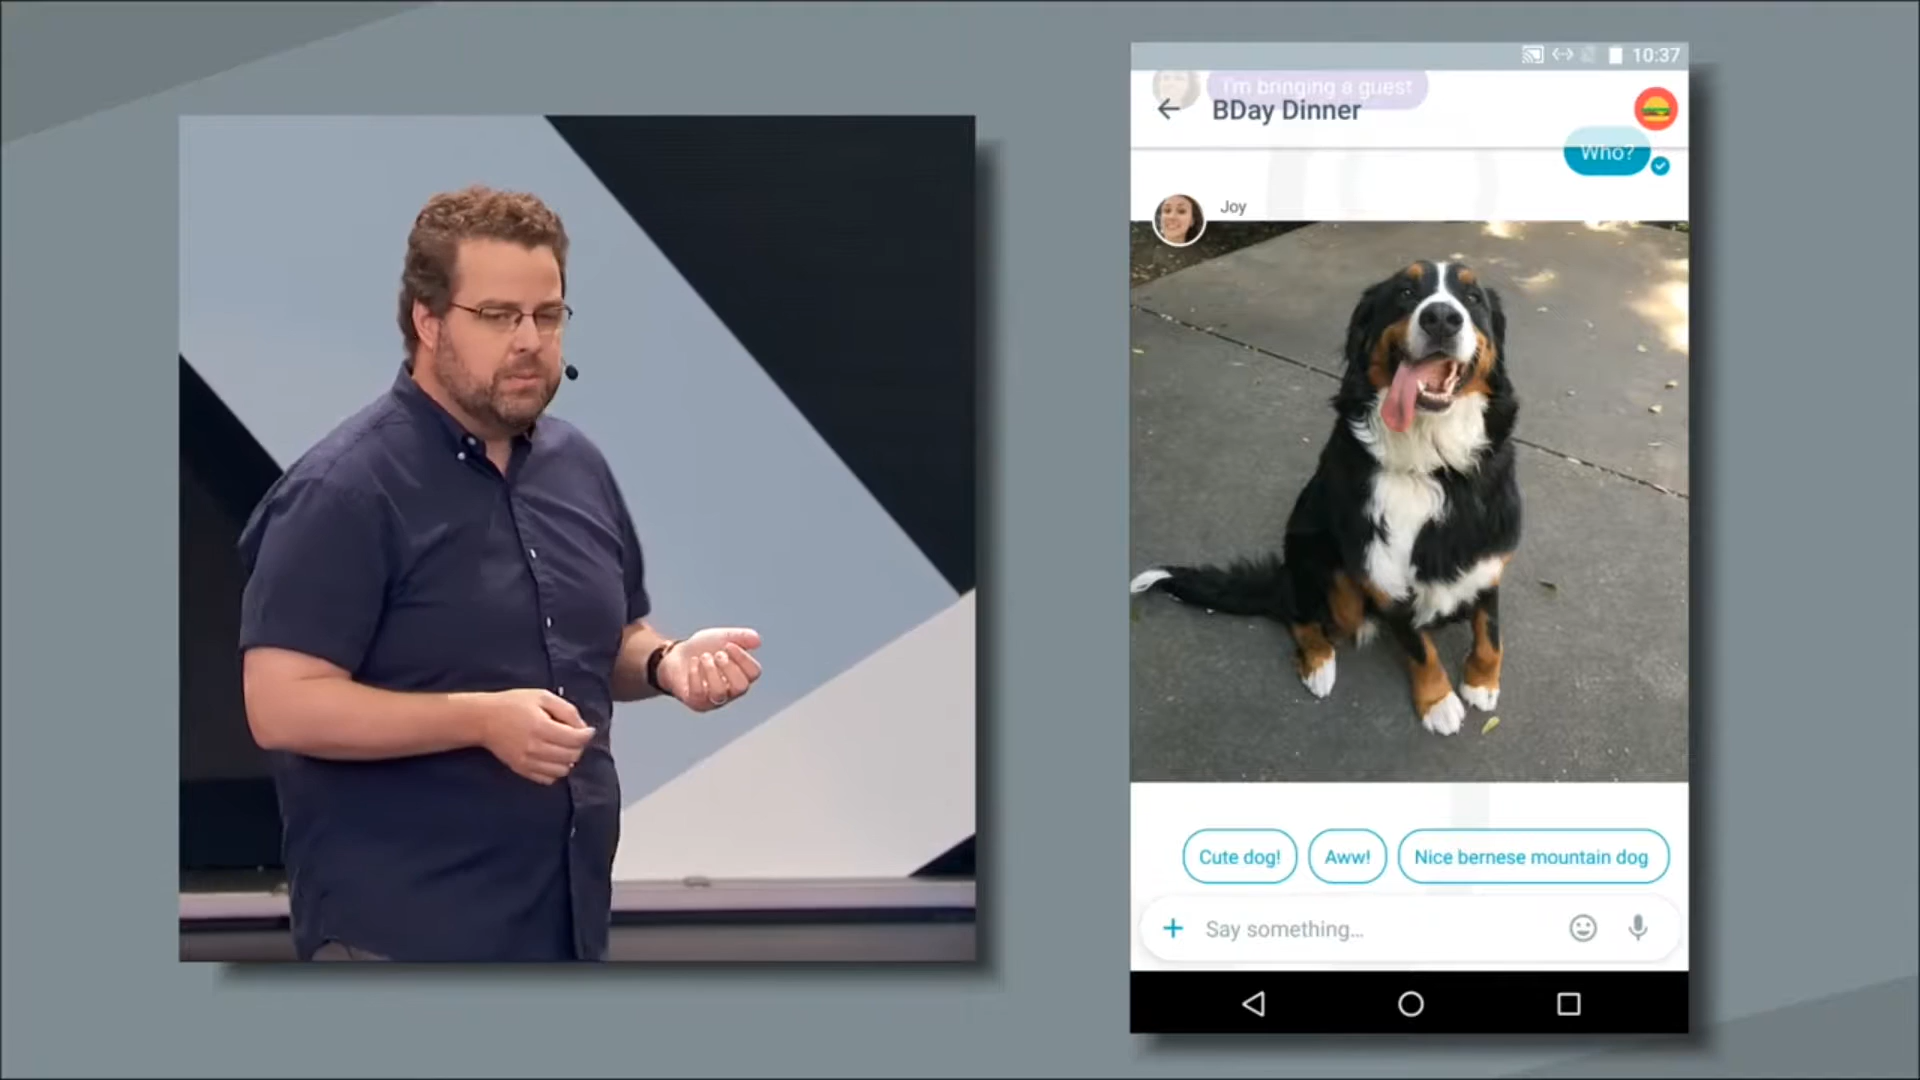 10:37
I'm bringing a guest
BDay Dinner
Who?
Joy
Cute dog! Aww! Nice bernese mountain dog
Say something...